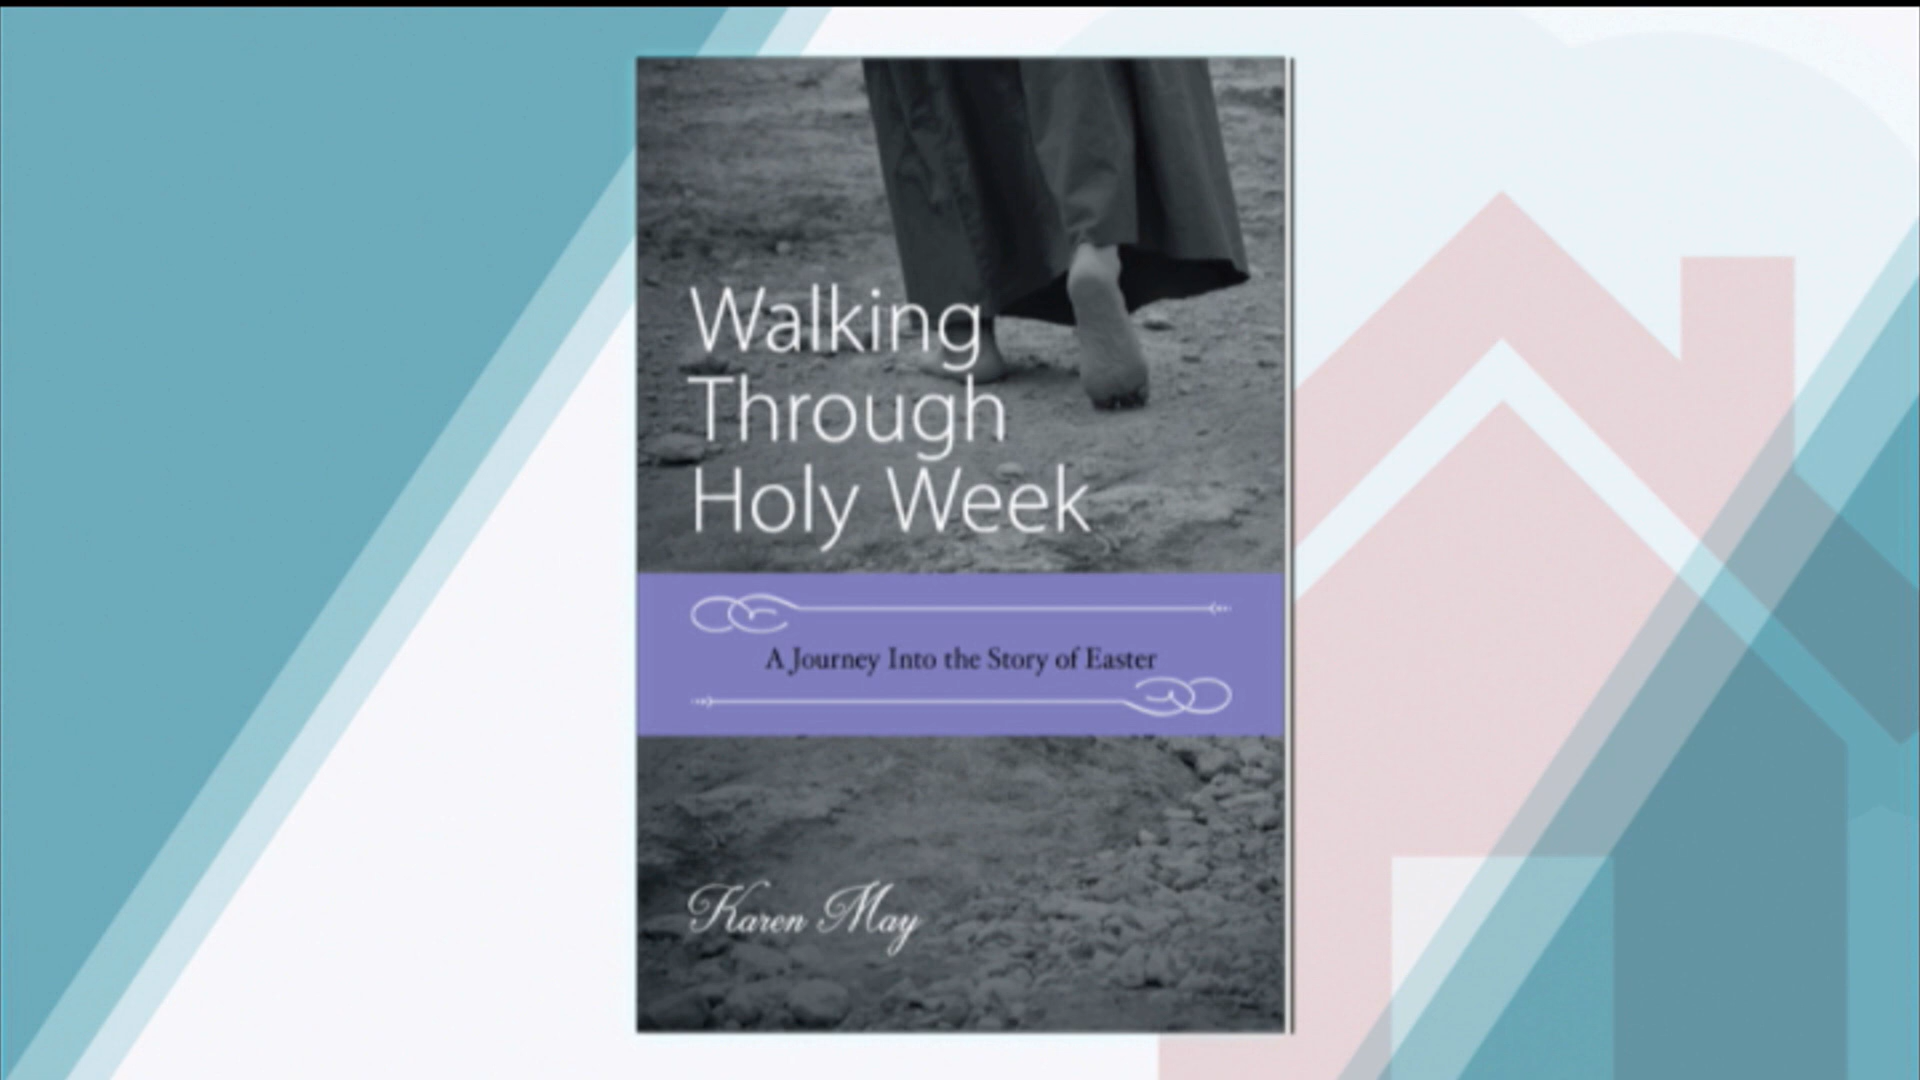 Walking
Through
Holy Week
A Journey Into the Story of Easter
Karen May